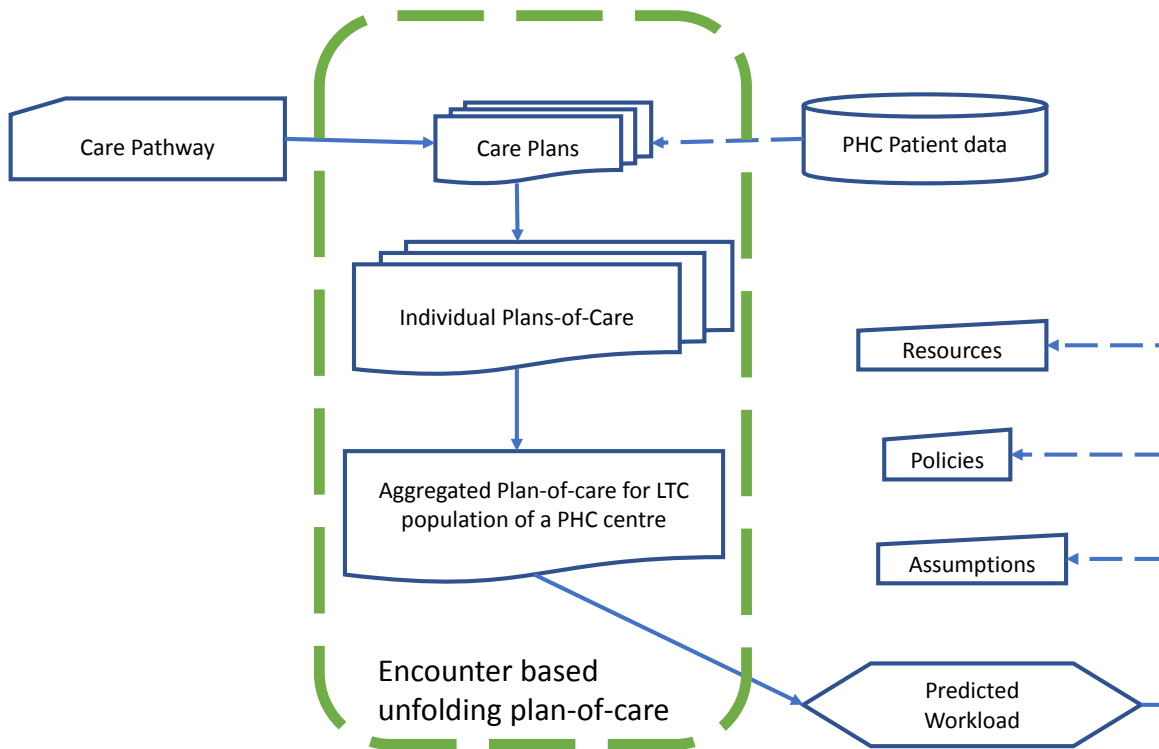 Care Pathway
Care Plans
PHC Patient data
Individual Plans-of-Care
Resources
Policies
Aggregated Plan-of-care for LTC
population of a PHC centre
Assumptions
Encounter based
unfolding plan-of-care
Predicted
Workload